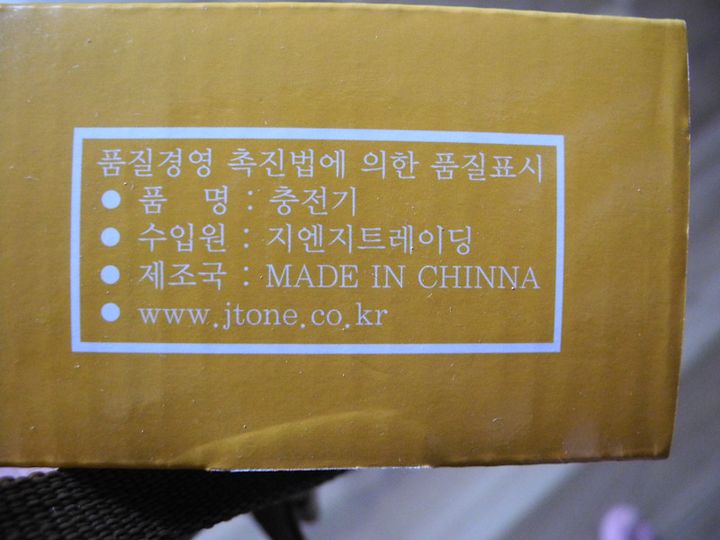 품질경영 촉진법에 의한 품질표시
● 품 명 : 충전기
● 수입원 : 지엔지트레이딩
● 제조국 : MADE IN CHINNA
● www.jtone.co.kr